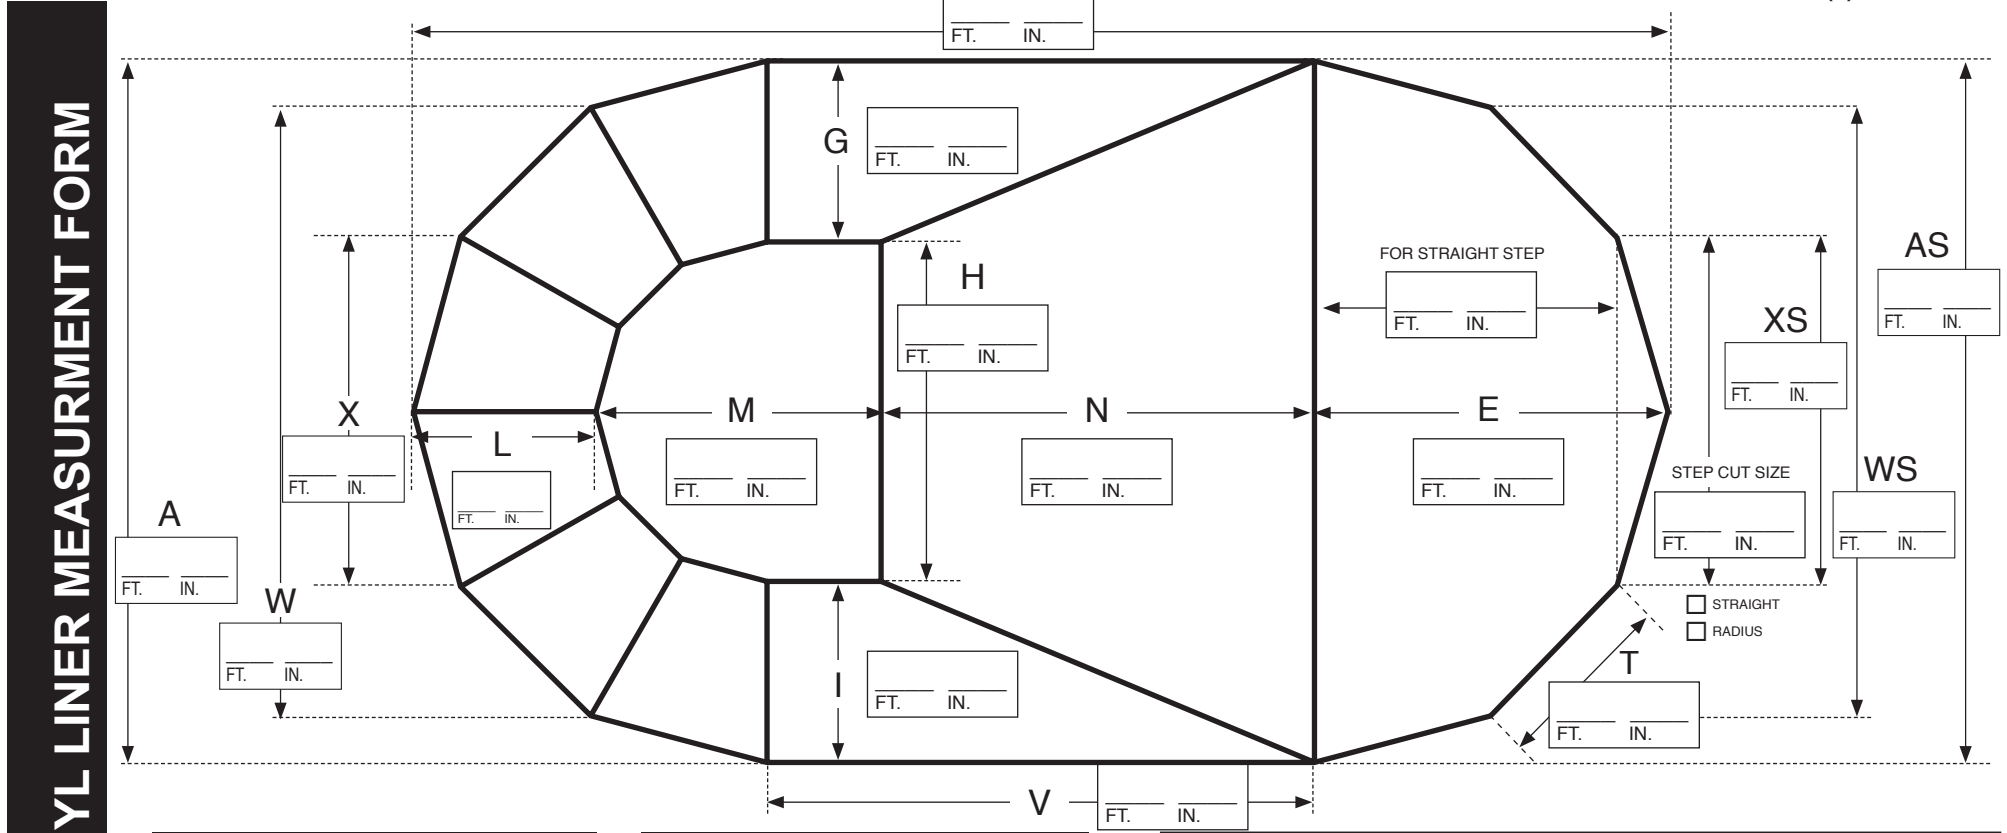 YL LINER MEASURMENT FORM
FT. IN.
G
FT. IN.
H
FT. IN.
FOR STRAIGHT STEP
FT. IN.
AS
FT. IN.
XS
FT. IN.
X
FT. IN.
L
FT. IN.
M
FT. IN.
N
FT. IN.
E
FT. IN.
STEP CUT SIZE
FT. IN.
WS
FT. IN.
A
FT. IN.
W
FT. IN.
STRAIGHT
RADIUS
I
FT. IN.
T
FT. IN.
V
FT. IN.